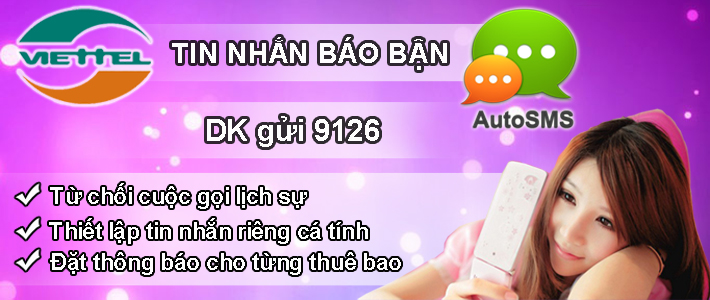 VIETTEL
TIN NHẮN BÁO BẬN
AutoSMS
DK gửi 9126
Từ chối cuộc gọi lịch sự
Thiết lập tin nhắn riêng cá tính
Đặt thông báo cho từng thuê bao